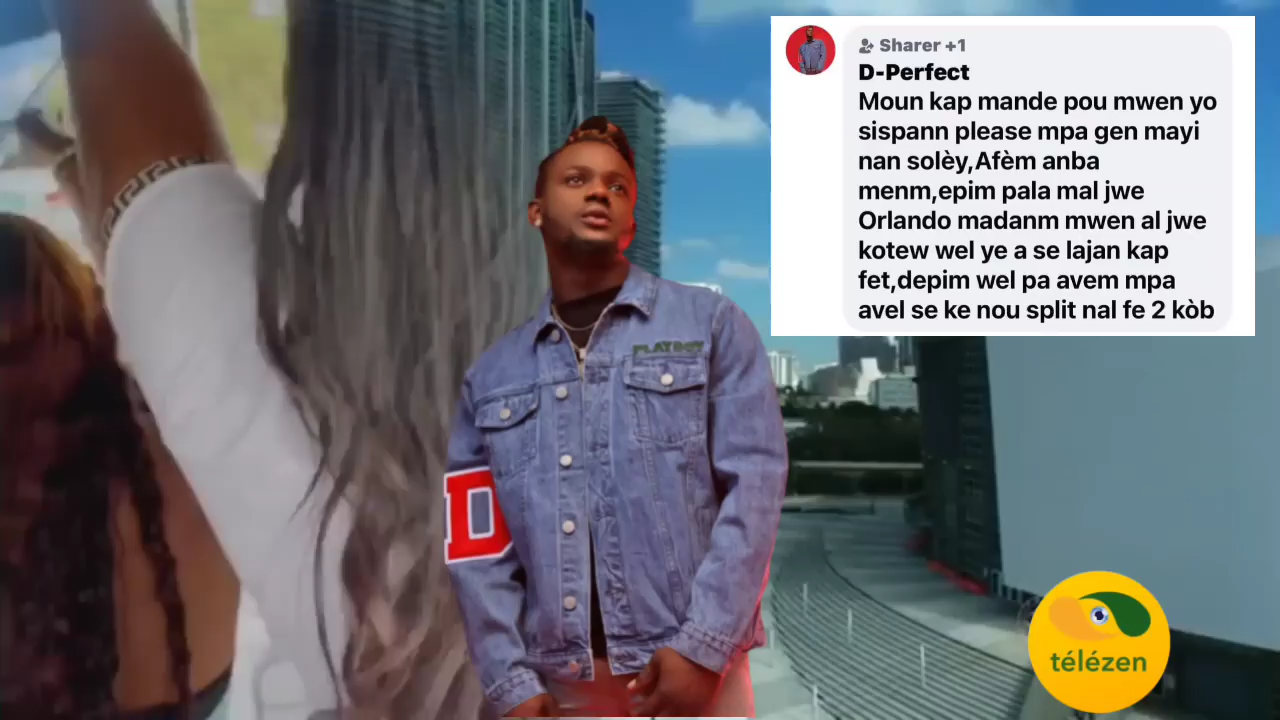 Sharer +1
D-Perfect
Moun kap mande pou mwen yo
sispann please mpa gen mayi
nan solèy,Afèm anba
menm,epim pala mal jwe
Orlando madanm mwen al jwe
kotew wel ye a se lajan kap
fet,depim wel pa avem mpa
avel se ke nou split nal fe 2 kòb
PLAYBOY
D
télézen